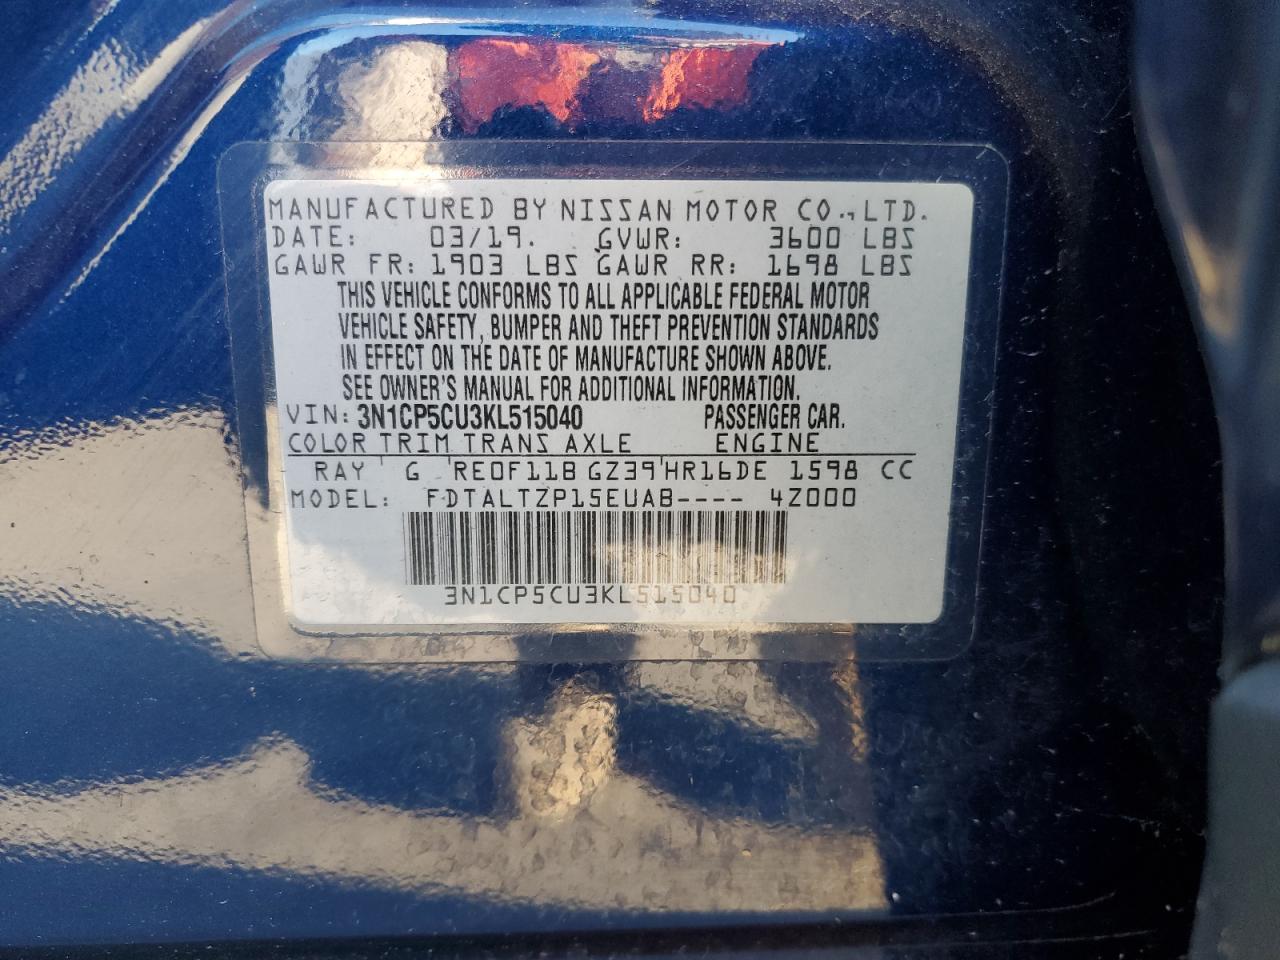 MANUFACTURED BY NISSAN MOTOR CO., LTD.
DATE: 03/19. GVWR: 3600 LBS
GAWR FR: 1903 LBS GAWR RR: 1698 LBS
THIS VEHICLE CONFORMS TO ALL APPLICABLE FEDERAL MOTOR
VEHICLE SAFETY, BUMPER AND THEFT PREVENTION STANDARDS
IN EFFECT ON THE DATE OF MANUFACTURE SHOWN ABOVE.
SEE OWNER'S MANUAL FOR ADDITIONAL INFORMATION.
VIN: 3N1CP5CU3KL515040 PASSENGER CAR.
COLOR TRIM TRANS AXLE ENGINE
RAY G RE0F11B GZ39 HR16DE 1598 CC
MODEL: FDTALTZP15EUAB---- 4Z000
3N1CP5CU3KL515040